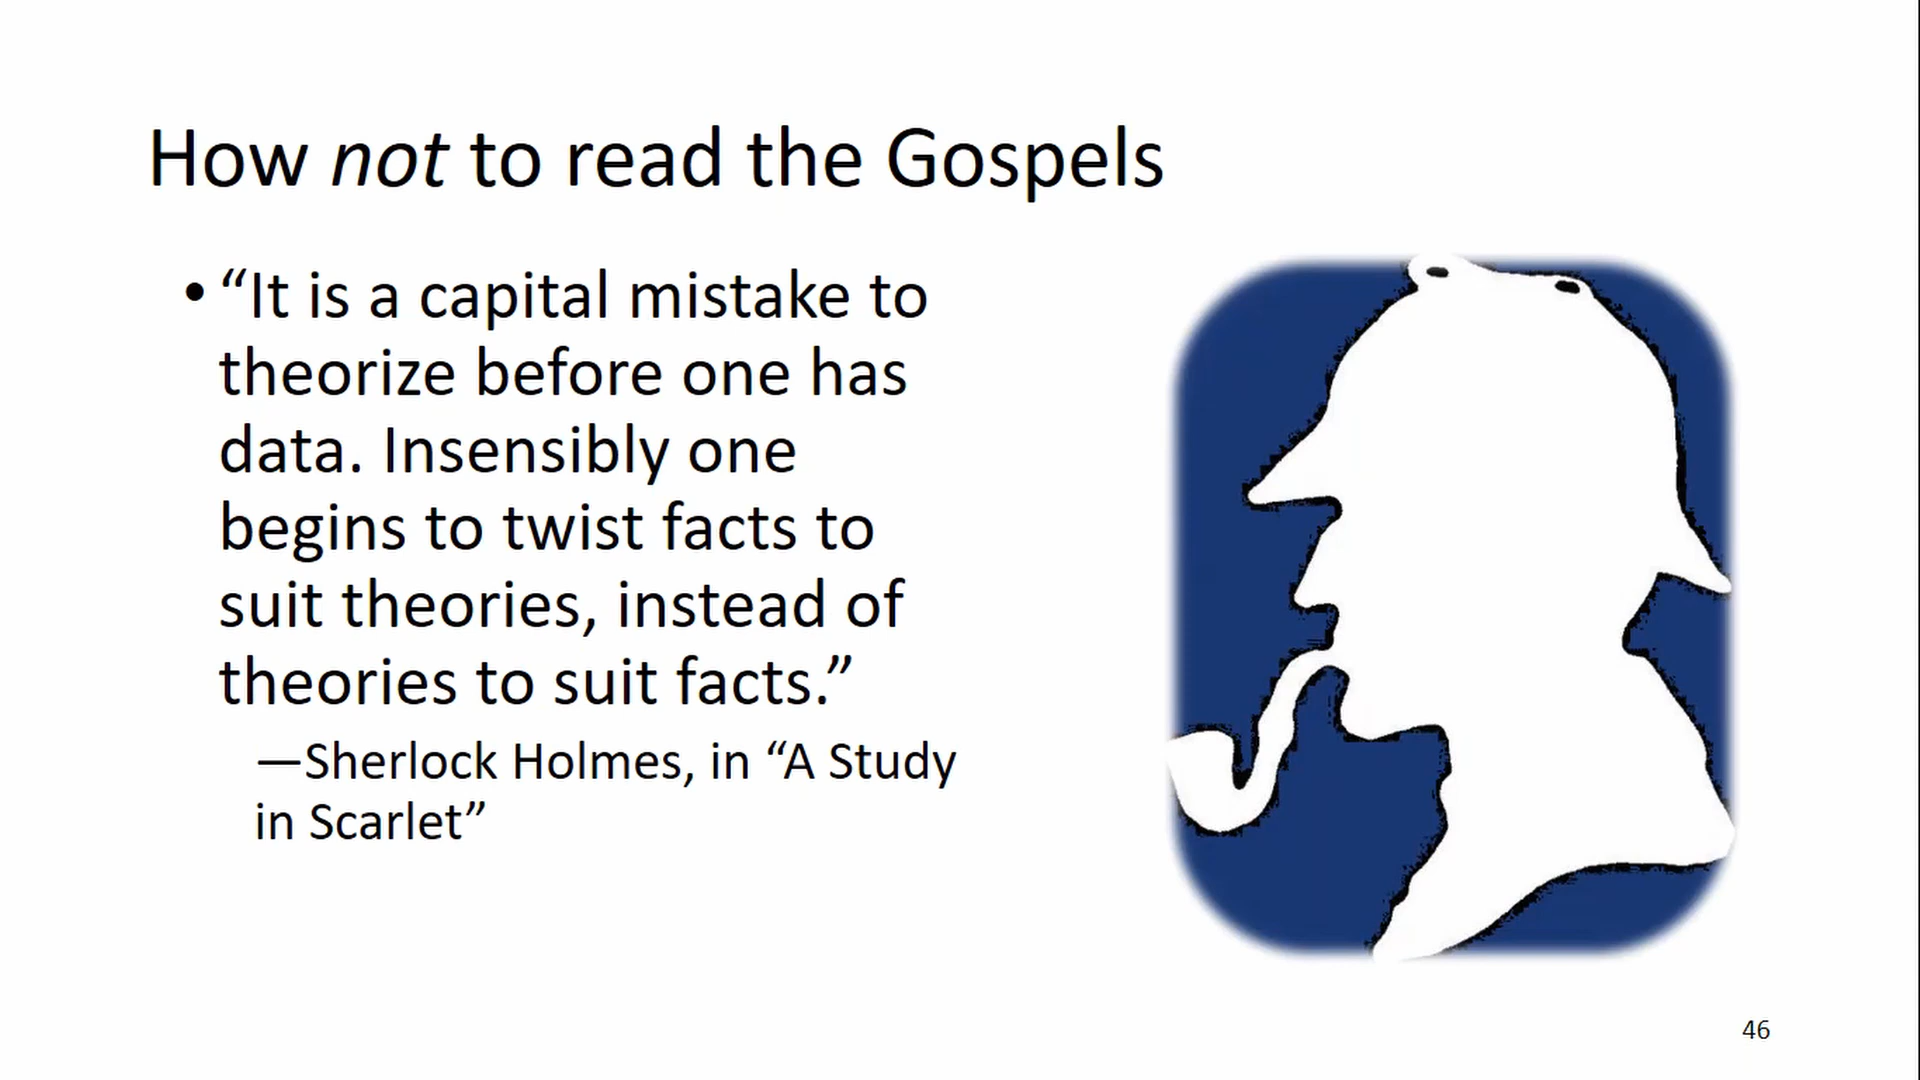 How not to read the Gospels
• “It is a capital mistake to
theorize before one has
data. Insensibly one
begins to twist facts to
suit theories, instead of
theories to suit facts.”
—Sherlock Holmes, in “A Study
in Scarlet”
46